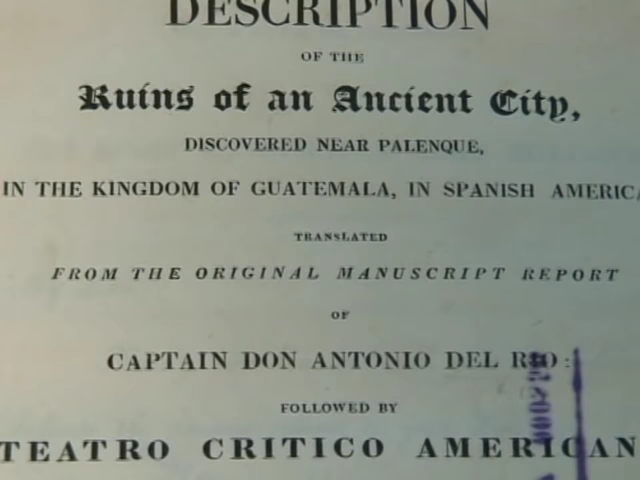 DESCRIPTION
OF THE
Ruins of an Ancient City,
DISCOVERED NEAR PALENQUE,
IN THE KINGDOM OF GUATEMALA, IN SPANISH AMERICA
TRANSLATED
FROM THE ORIGINAL MANUSCRIPT REPORT
OF
CAPTAIN DON ANTONIO DEL RIO:
FOLLOWED BY
TEATRO CRITICO AMERICAN